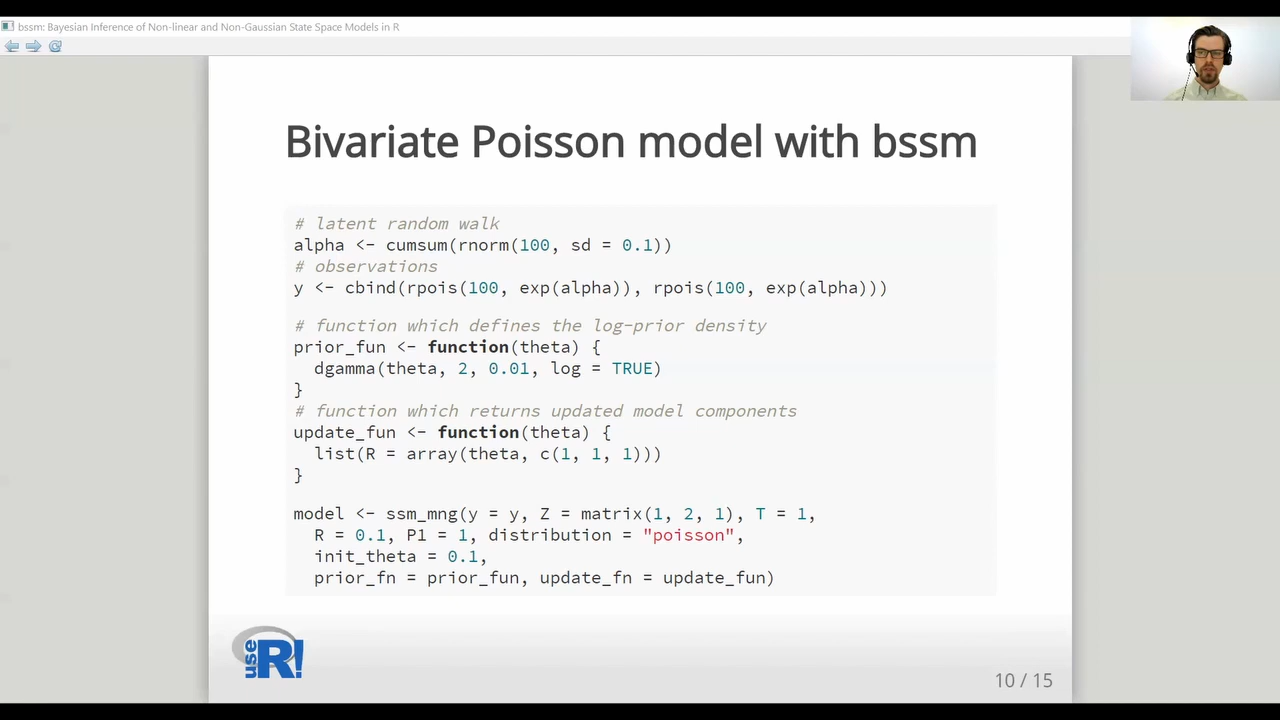 bssm: Bayesian Inference of Non-linear and Non-Gaussian State Space Models in R
Bivariate Poisson model with bssm
# latent random walk
alpha <- cumsum(rnorm(100, sd = 0.1))
# observations
y <- cbind(rpois(100, exp(alpha)), rpois(100, exp(alpha)))
# function which defines the log-prior density
prior_fun <- function(theta) {
  dgamma(theta, 2, 0.01, log = TRUE)
}
# function which returns updated model components
update_fun <- function(theta) {
  list(R = array(theta, c(1, 1, 1)))
}
model <- ssm_mng(y = y, Z = matrix(1, 2, 1), T = 1,
  R = 0.1, P1 = 1, distribution = "poisson",
  init_theta = 0.1,
  prior_fn = prior_fun, update_fn = update_fun)
use R!
10 / 15